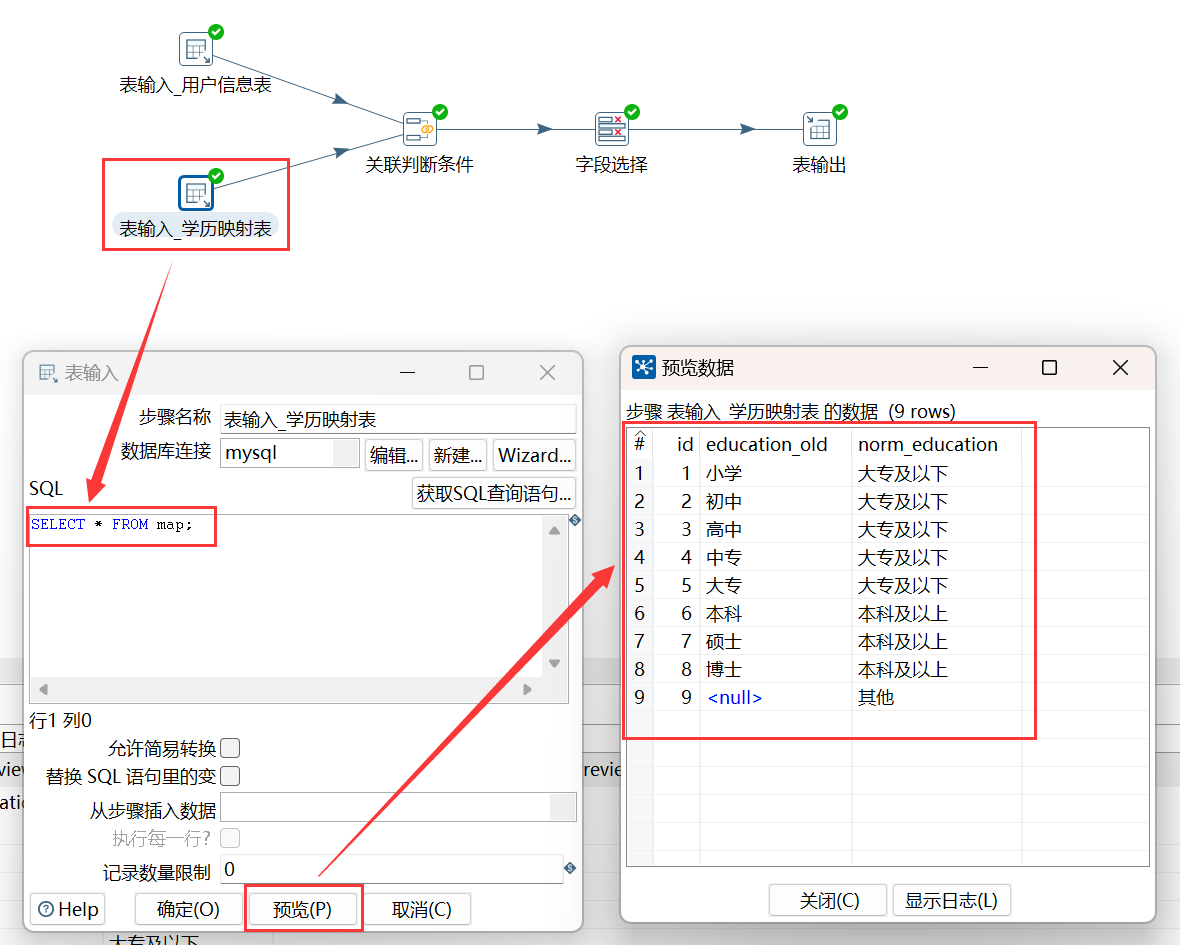 表输入_用户信息表
关联判断条件
字段选择
表输出
表输入_学历映射表
表输入
步骤名称 表输入_学历映射表
数据库连接 mysql 编辑... 新建... Wizard...
SQL 获取SQL查询语句...
SELECT * FROM map;
行1 列0
允许简易转换
替换 SQL 语句里的变
从步骤插入数据
执行每一行?
记录数量限制 0
Help 确定(O) 预览(P) 取消(C)
大专及以下
预览数据
步骤 表输入_学历映射表 的数据 (9 rows)
# id education_old norm_education
1 1 小学 大专及以下
2 2 初中 大专及以下
3 3 高中 大专及以下
4 4 中专 大专及以下
5 5 大专 大专及以下
6 6 本科 本科及以上
7 7 硕士 本科及以上
8 8 博士 本科及以上
9 9 <null> 其他
关闭(C) 显示日志(L)